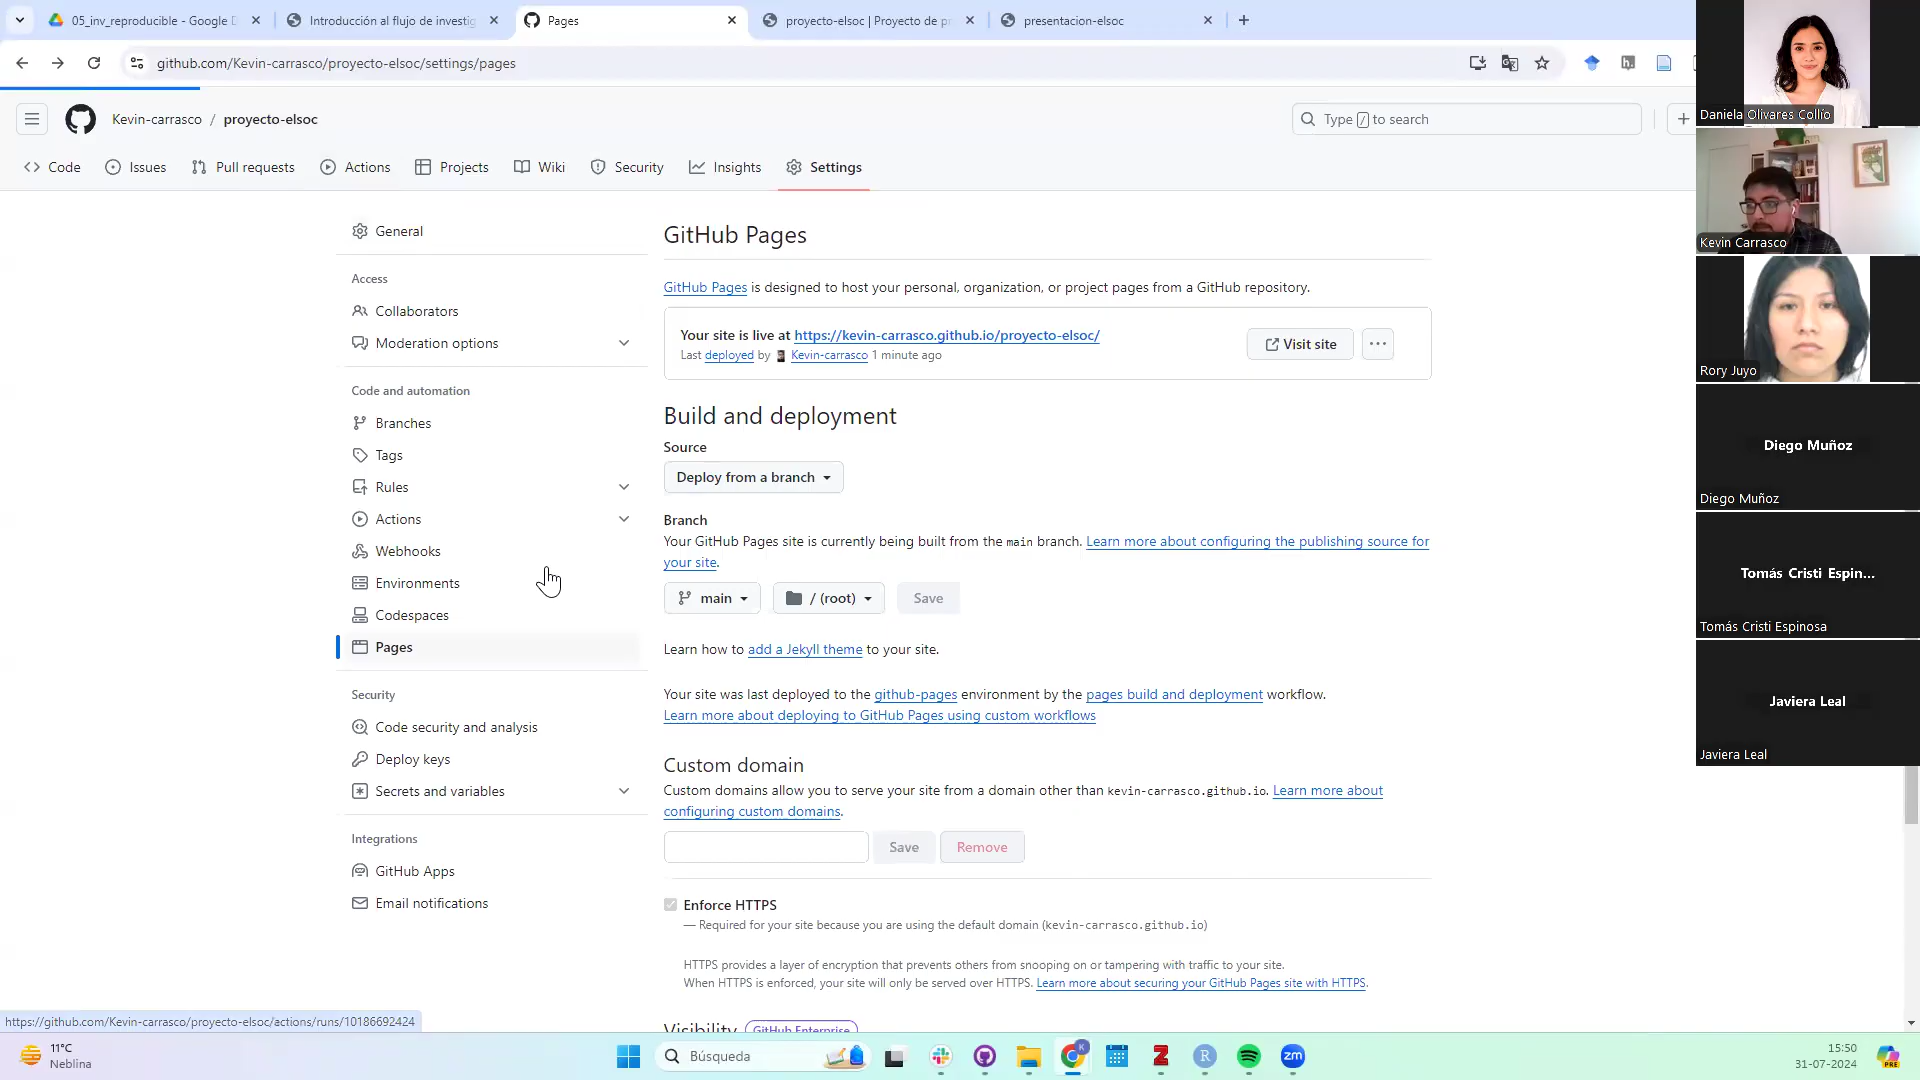 05_inv_reproducible - Google D
Introducción al flujo de investig
Pages
proyecto-elsoc | Proyecto de pr
presentacion-elsoc
github.com/Kevin-carrasco/proyecto-elsoc/settings/pages
Kevin-carrasco / proyecto-elsoc
Type / to search
Code
Issues
Pull requests
Actions
Projects
Wiki
Security
Insights
Settings
General
Access
Collaborators
Moderation options
Code and automation
Branches
Tags
Rules
Actions
Webhooks
Environments
Codespaces
Pages
Security
Code security and analysis
Deploy keys
Secrets and variables
Integrations
GitHub Apps
Email notifications
GitHub Pages
GitHub Pages is designed to host your personal, organization, or project pages from a GitHub repository.
Your site is live at https://kevin-carrasco.github.io/proyecto-elsoc/
Last deployed by Kevin-carrasco 1 minute ago
Visit site
Build and deployment
Source
Deploy from a branch
Branch
Your GitHub Pages site is currently being built from the main branch. Learn more about configuring the publishing source for
your site.
main
/ (root)
Save
Learn how to add a Jekyll theme to your site.
Your site was last deployed to the github-pages environment by the pages build and deployment workflow.
Learn more about deploying to GitHub Pages using custom workflows
Custom domain
Custom domains allow you to serve your site from a domain other than kevin-carrasco.github.io. Learn more about
configuring custom domains.
Save
Remove
Enforce HTTPS
— Required for your site because you are using the default domain (kevin-carrasco.github.io)
HTTPS provides a layer of encryption that prevents others from snooping on or tampering with traffic to your site.
When HTTPS is enforced, your site will only be served over HTTPS. Learn more about securing your GitHub Pages site with HTTPS.
Visibility GitHub Enterprise
https://github.com/Kevin-carrasco/proyecto-elsoc/actions/runs/10186692424
Daniela Olivares Collío
Kevin Carrasco
Rory Juyo
Diego Muñoz
Diego Muñoz
Tomás Cristi Espin...
Tomás Cristi Espinosa
Javiera Leal
Javiera Leal
11°C
Neblina
Búsqueda
K
Z
R
zm
15:50
31-07-2024
PRE